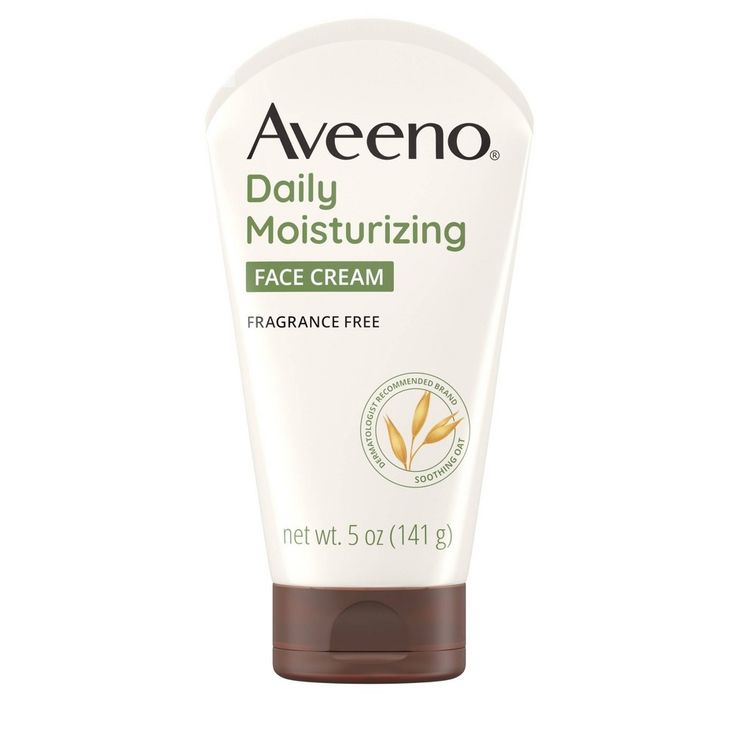 Aveeno®
Daily
Moisturizing
FACE CREAM
FRAGRANCE FREE
DERMATOLOGIST RECOMMENDED BRAND
SOOTHING OAT
net wt. 5 oz (141 g)